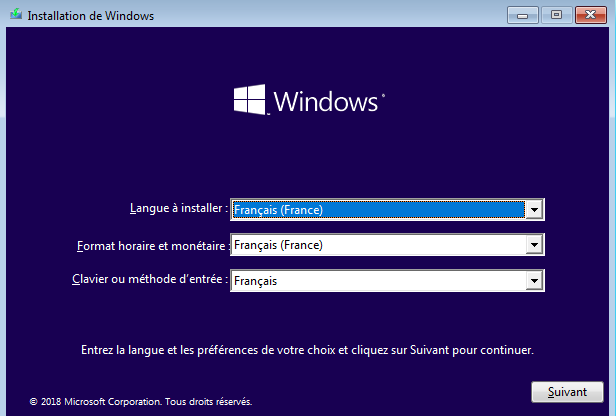 Installation de Windows
Windows
Langue à installer : Français (France)
Format horaire et monétaire : Français (France)
Clavier ou méthode d'entrée : Français
Entrez la langue et les préférences de votre choix et cliquez sur Suivant pour continuer.
Suivant
© 2018 Microsoft Corporation. Tous droits réservés.